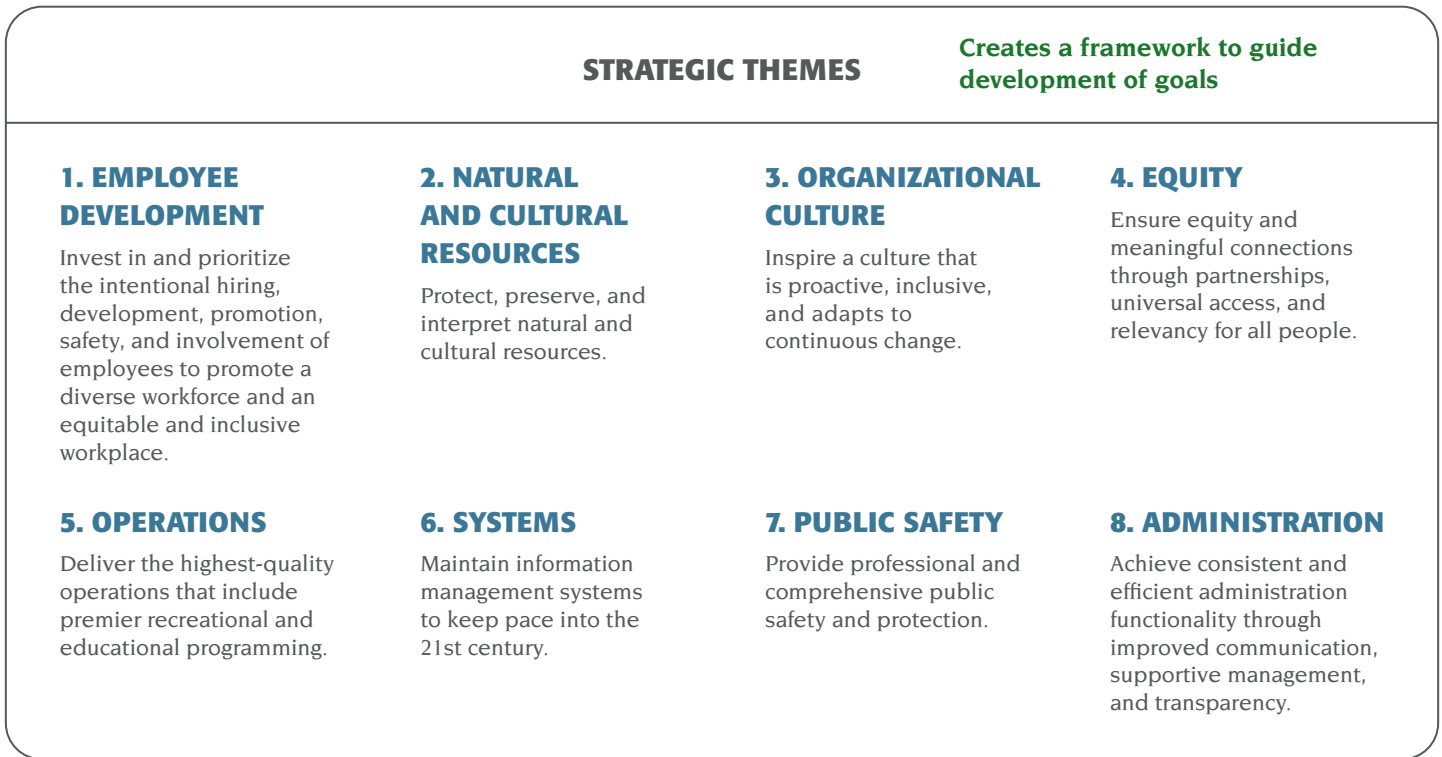 STRATEGIC THEMES
Creates a framework to guide
development of goals
1. EMPLOYEE
DEVELOPMENT
Invest in and prioritize
the intentional hiring,
development, promotion,
safety, and involvement of
employees to promote a
diverse workforce and an
equitable and inclusive
workplace.
2. NATURAL
AND CULTURAL
RESOURCES
Protect, preserve, and
interpret natural and
cultural resources.
3. ORGANIZATIONAL
CULTURE
Inspire a culture that
is proactive, inclusive,
and adapts to
continuous change.
4. EQUITY
Ensure equity and
meaningful connections
through partnerships,
universal access, and
relevancy for all people.
5. OPERATIONS
Deliver the highest-quality
operations that include
premier recreational and
educational programming.
6. SYSTEMS
Maintain information
management systems
to keep pace into the
21st century.
7. PUBLIC SAFETY
Provide professional and
comprehensive public
safety and protection.
8. ADMINISTRATION
Achieve consistent and
efficient administration
functionality through
improved communication,
supportive management,
and transparency.